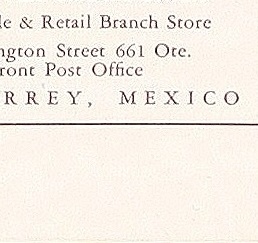 le & Retail Branch Store
ngton Street 661 Ote.
ront Post Office
RREY, MEXICO